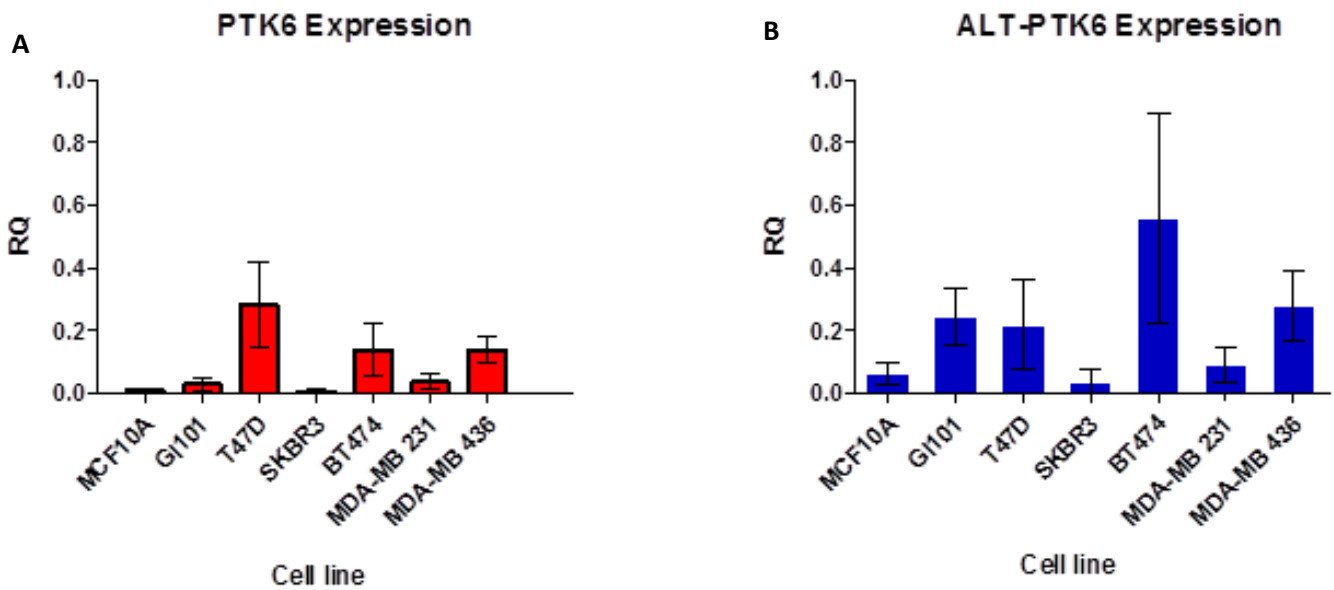 A
PTK6 Expression
1.0
0.8
0.6
0.4
0.2
0.0
RQ
MCF10A
GI101
T47D
SKBR3
BT474
MDA-MB 231
MDA-MB 436
Cell line
B
ALT-PTK6 Expression
1.0
0.8
0.6
0.4
0.2
0.0
RQ
MCF10A
GI101
T47D
SKBR3
BT474
MDA-MB 231
MDA-MB 436
Cell line